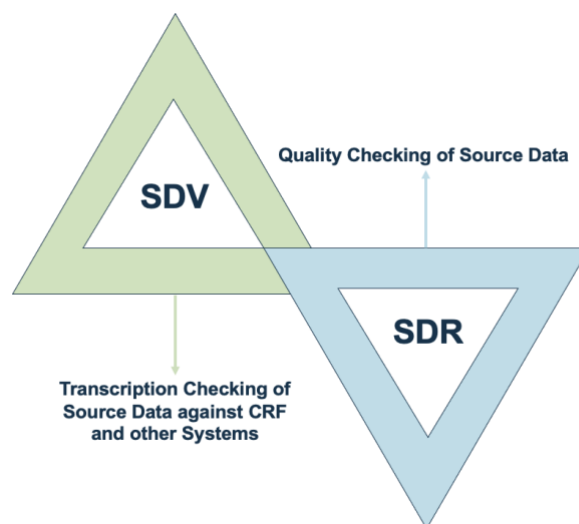 SDV
Quality Checking of Source Data
SDR
Transcription Checking of
Source Data against CRF
and other Systems